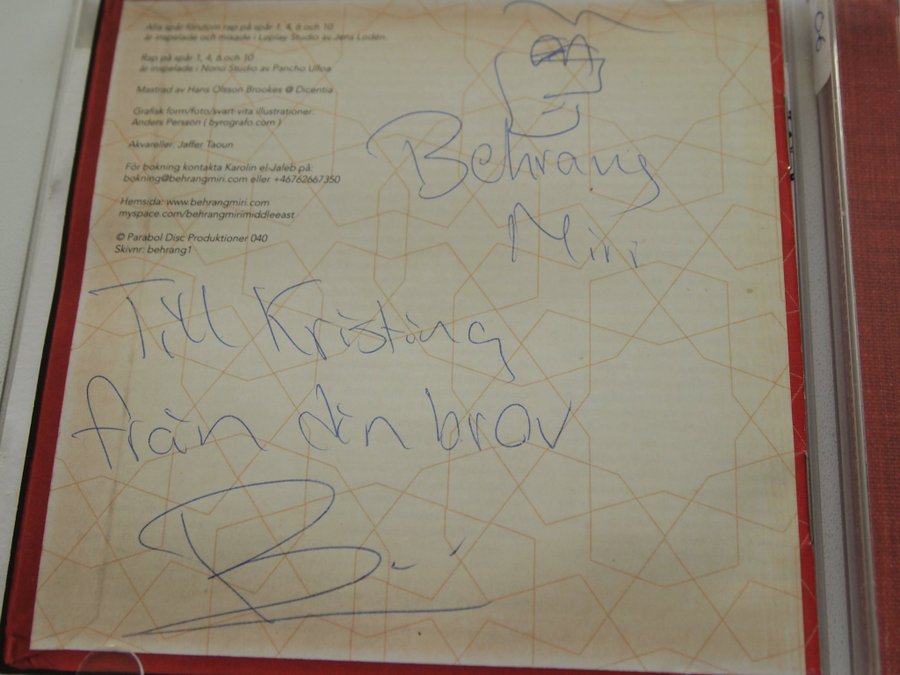 Alla spår förutom rap på spår 1, 4, 6 och 10
är inspelade och mixade i Leplay Studio av Jens Lodén.
Rap på spår 1, 4, 6 och 10
är inspelade i Nono Studio av Pancho Ulloa
Mastrad av Hans Olsson Brookes @ Dicentia
Grafisk form/foto/svart-vita illustrationer:
Anders Persson ( byrografo.com )
Akvareller: Jaffer Taoun
För bokning kontakta Karolin el-Jaleb på:
bokning@behrangmiri.com eller +46762667350
Hemsida: www.behrangmiri.com
myspace.com/behrangmirimiddleeast
© Parabol Disc Produktioner 040
Skivnr: behrang1
Behrang
Miri
Till Kristina
från din brov